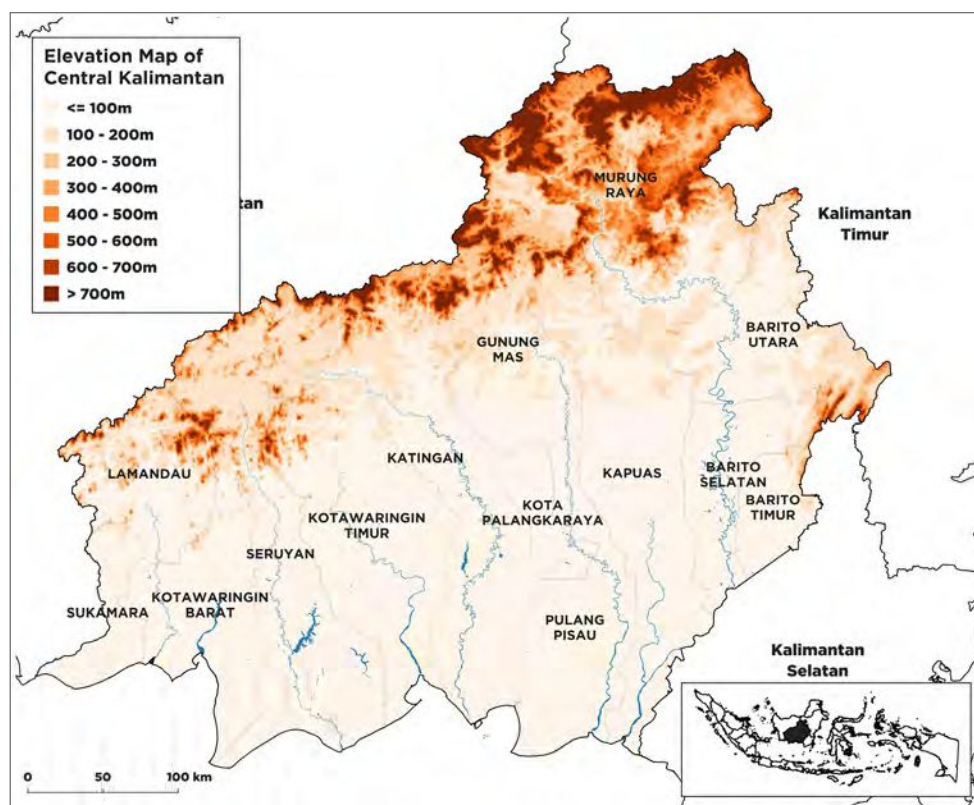 Elevation Map of
Central Kalimantan
<= 100m
100 - 200m
200 - 300m
300 - 400m
400 - 500m
500 - 600m
600 - 700m
> 700m
tan
MURUNG
RAYA
Kalimantan
Timur
BARITO
UTARA
GUNUNG
MAS
LAMANDAU
KATINGAN
KAPUAS
BARITO
SELATAN
BARITO
TIMUR
KOTA
PALANGKARAYA
KOTAWARINGIN
TIMUR
SERUYAN
SUKAMARA
KOTAWARINGIN
BARAT
PULANG
PISAU
Kalimantan
Selatan
0 50 100 km